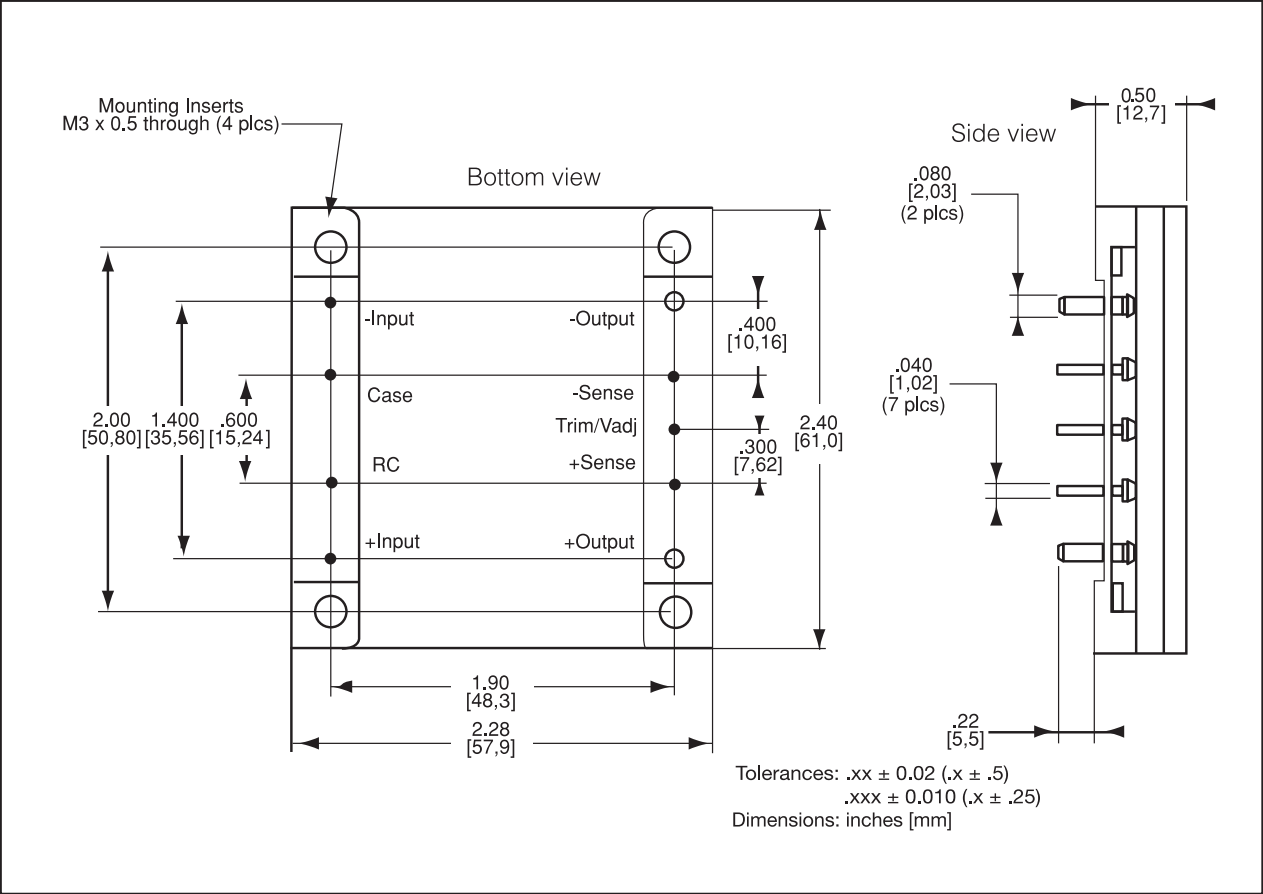 Mounting Inserts
M3 x 0.5 through (4 plcs)
Bottom view
Side view
0.50
[12,7]
.080
[2,03]
(2 plcs)
-Input
-Output
.400
[10,16]
Case
-Sense
.040
[1,02]
(7 plcs)
2.00
[50,80]
1.400
[35,56]
.600
[15,24]
Trim/Vadj
2.40
[61,0]
RC
+Sense
.300
[7,62]
+Input
+Output
1.90
[48,3]
2.28
[57,9]
.22
[5,5]
Tolerances: .xx ± 0.02 (.x ± .5)
.xxx ± 0.010 (.x ± .25)
Dimensions: inches [mm]